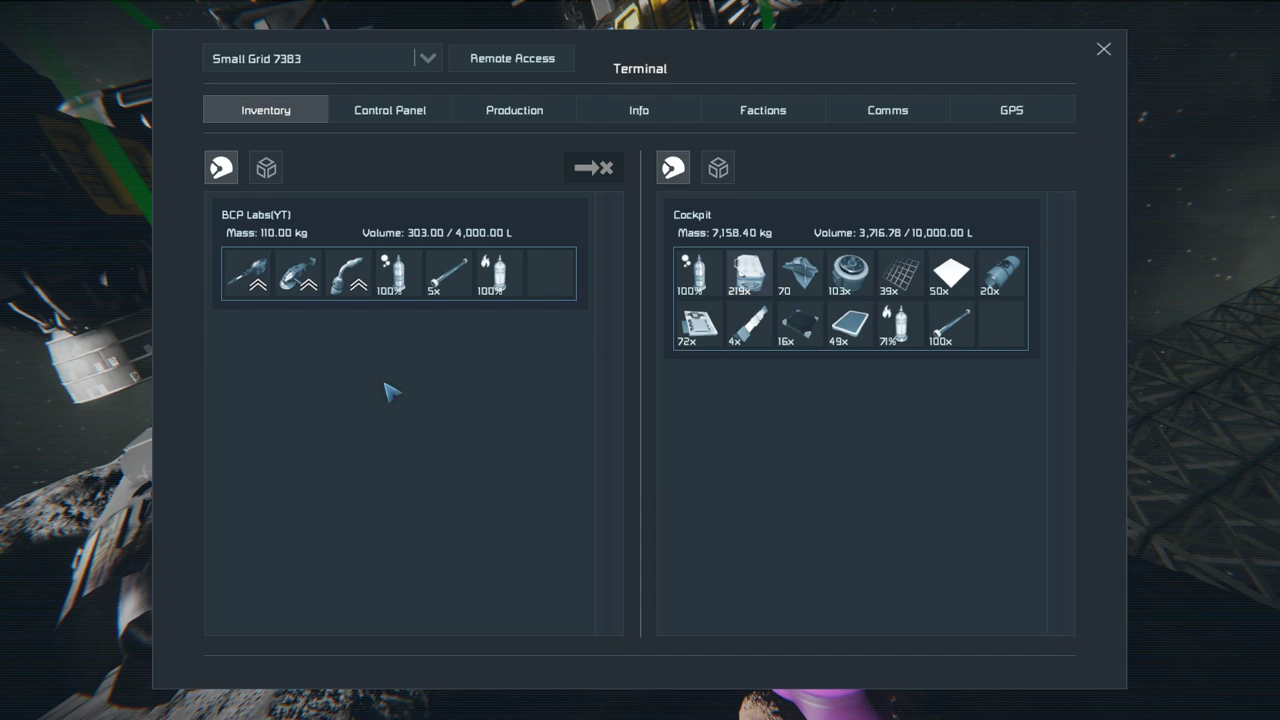 Small Grid 7383
Remote Access
Terminal
Inventory
Control Panel
Production
Info
Factions
Comms
GPS
BCP Labs(YT)
Mass: 110.00 kg
Volume: 303.00 / 4,000.00 L
100%
5x
100%
Cockpit
Mass: 7,158.40 kg
Volume: 3,716.78 / 10,000.00 L
100%
219x
70
103x
39x
50x
20x
72x
4x
16x
49x
71%
100x